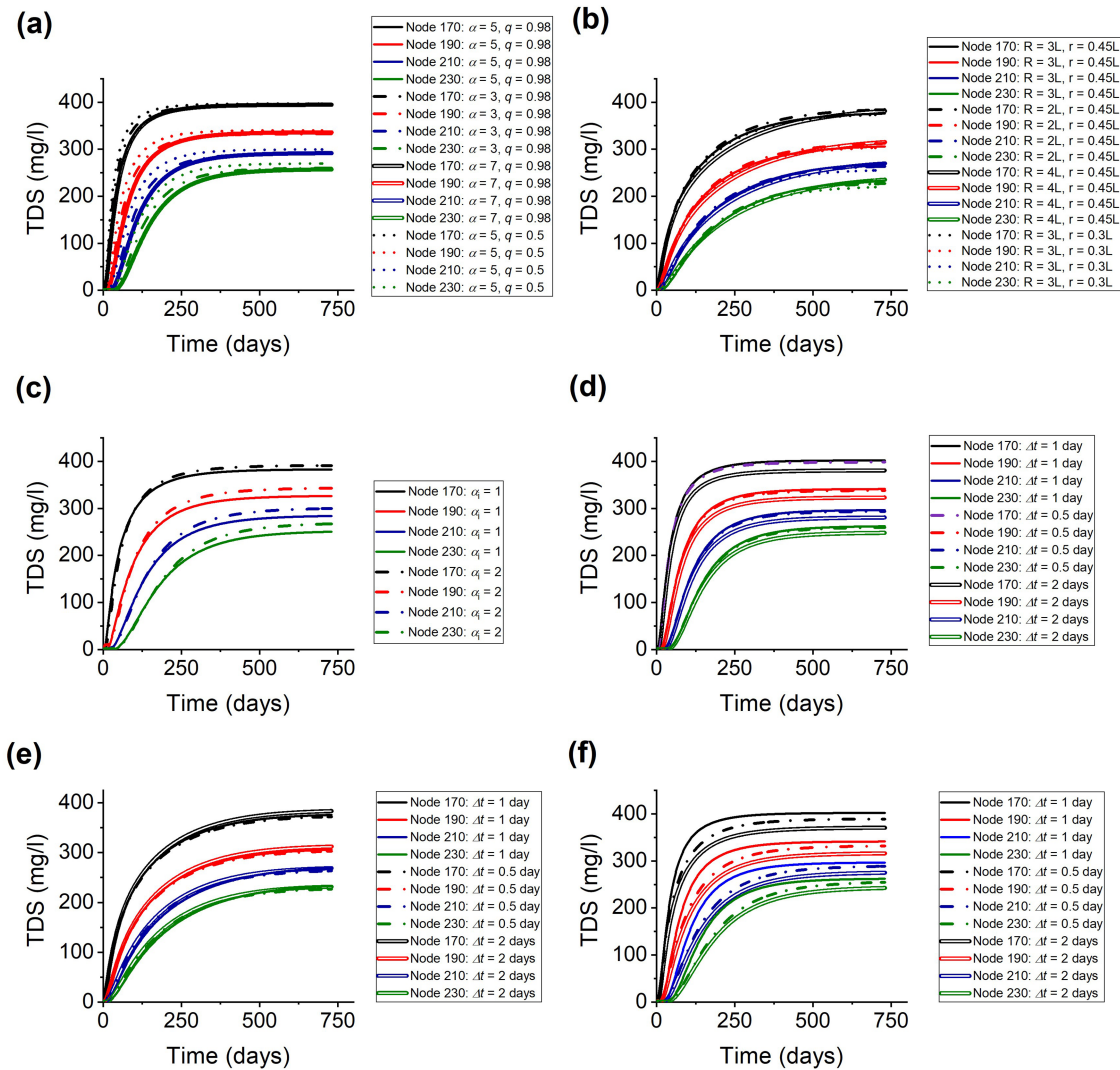 (a)
TDS (mg/l)
400
300
200
100
0
0
250
500
750
Time (days)
Node 170: α = 5, q = 0.98
Node 190: α = 5, q = 0.98
Node 210: α = 5, q = 0.98
Node 230: α = 5, q = 0.98
Node 170: α = 3, q = 0.98
Node 190: α = 3, q = 0.98
Node 210: α = 3, q = 0.98
Node 230: α = 3, q = 0.98
Node 170: α = 7, q = 0.98
Node 190: α = 7, q = 0.98
Node 210: α = 7, q = 0.98
Node 230: α = 7, q = 0.98
Node 170: α = 5, q = 0.5
Node 190: α = 5, q = 0.5
Node 210: α = 5, q = 0.5
Node 230: α = 5, q = 0.5
(b)
TDS (mg/l)
400
300
200
100
0
0
250
500
750
Time (days)
Node 170: R = 3L, r = 0.45L
Node 190: R = 3L, r = 0.45L
Node 210: R = 3L, r = 0.45L
Node 230: R = 3L, r = 0.45L
Node 170: R = 2L, r = 0.45L
Node 190: R = 2L, r = 0.45L
Node 210: R = 2L, r = 0.45L
Node 230: R = 2L, r = 0.45L
Node 170: R = 4L, r = 0.45L
Node 190: R = 4L, r = 0.45L
Node 210: R = 4L, r = 0.45L
Node 230: R = 4L, r = 0.45L
Node 170: R = 3L, r = 0.3L
Node 190: R = 3L, r = 0.3L
Node 210: R = 3L, r = 0.3L
Node 230: R = 3L, r = 0.3L
(c)
TDS (mg/l)
400
300
200
100
0
0
250
500
750
Time (days)
Node 170: αᵢ = 1
Node 190: αᵢ = 1
Node 210: αᵢ = 1
Node 230: αᵢ = 1
Node 170: αᵢ = 2
Node 190: αᵢ = 2
Node 210: αᵢ = 2
Node 230: αᵢ = 2
(d)
TDS (mg/l)
400
300
200
100
0
0
250
500
750
Time (days)
Node 170: Δt = 1 day
Node 190: Δt = 1 day
Node 210: Δt = 1 day
Node 230: Δt = 1 day
Node 170: Δt = 0.5 day
Node 190: Δt = 0.5 day
Node 210: Δt = 0.5 day
Node 230: Δt = 0.5 day
Node 170: Δt = 2 days
Node 190: Δt = 2 days
Node 210: Δt = 2 days
Node 230: Δt = 2 days
(e)
TDS (mg/l)
400
300
200
100
0
0
250
500
750
Time (days)
Node 170: Δt = 1 day
Node 190: Δt = 1 day
Node 210: Δt = 1 day
Node 230: Δt = 1 day
Node 170: Δt = 0.5 day
Node 190: Δt = 0.5 day
Node 210: Δt = 0.5 day
Node 230: Δt = 0.5 day
Node 170: Δt = 2 days
Node 190: Δt = 2 days
Node 210: Δt = 2 days
Node 230: Δt = 2 days
(f)
TDS (mg/l)
400
300
200
100
0
0
250
500
750
Time (days)
Node 170: Δt = 1 day
Node 190: Δt = 1 day
Node 210: Δt = 1 day
Node 230: Δt = 1 day
Node 170: Δt = 0.5 day
Node 190: Δt = 0.5 day
Node 210: Δt = 0.5 day
Node 230: Δt = 0.5 day
Node 170: Δt = 2 days
Node 190: Δt = 2 days
Node 210: Δt = 2 days
Node 230: Δt = 2 days